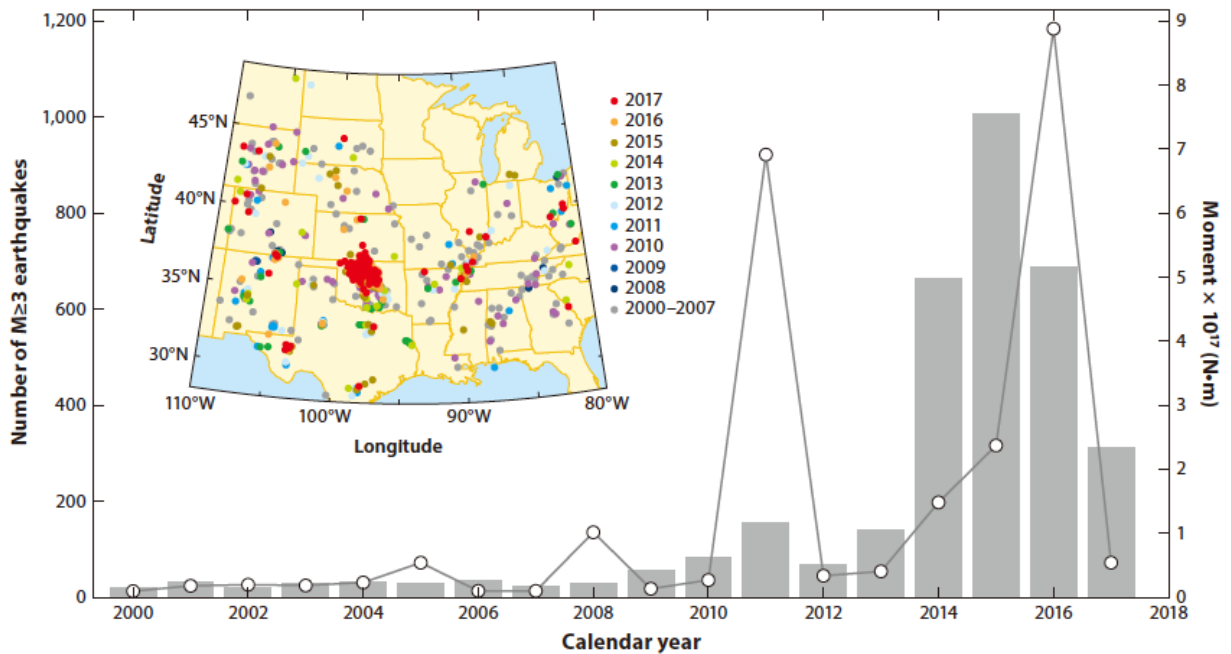 Number of M≥3 earthquakes
1,200
1,000
800
600
400
200
0
Latitude
45°N
40°N
35°N
30°N
110°W
100°W
90°W
80°W
Longitude
2017
2016
2015
2014
2013
2012
2011
2010
2009
2008
2000–2007
9
8
7
6
5
4
3
2
1
0
Moment × 10¹⁷ (N•m)
2000
2002
2004
2006
2008
2010
2012
2014
2016
2018
Calendar year